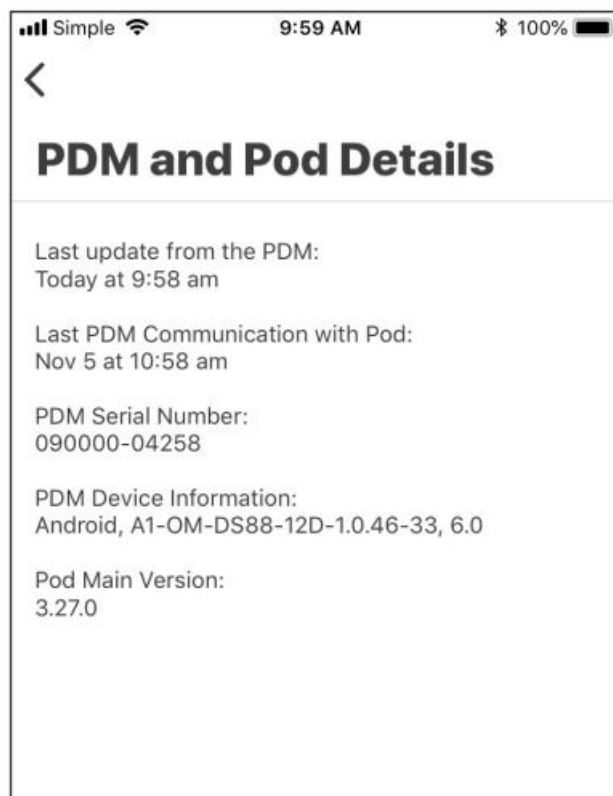 Simple 9:59 AM 100%
PDM and Pod Details
Last update from the PDM:
Today at 9:58 am
Last PDM Communication with Pod:
Nov 5 at 10:58 am
PDM Serial Number:
090000-04258
PDM Device Information:
Android, A1-OM-DS88-12D-1.0.46-33, 6.0
Pod Main Version:
3.27.0